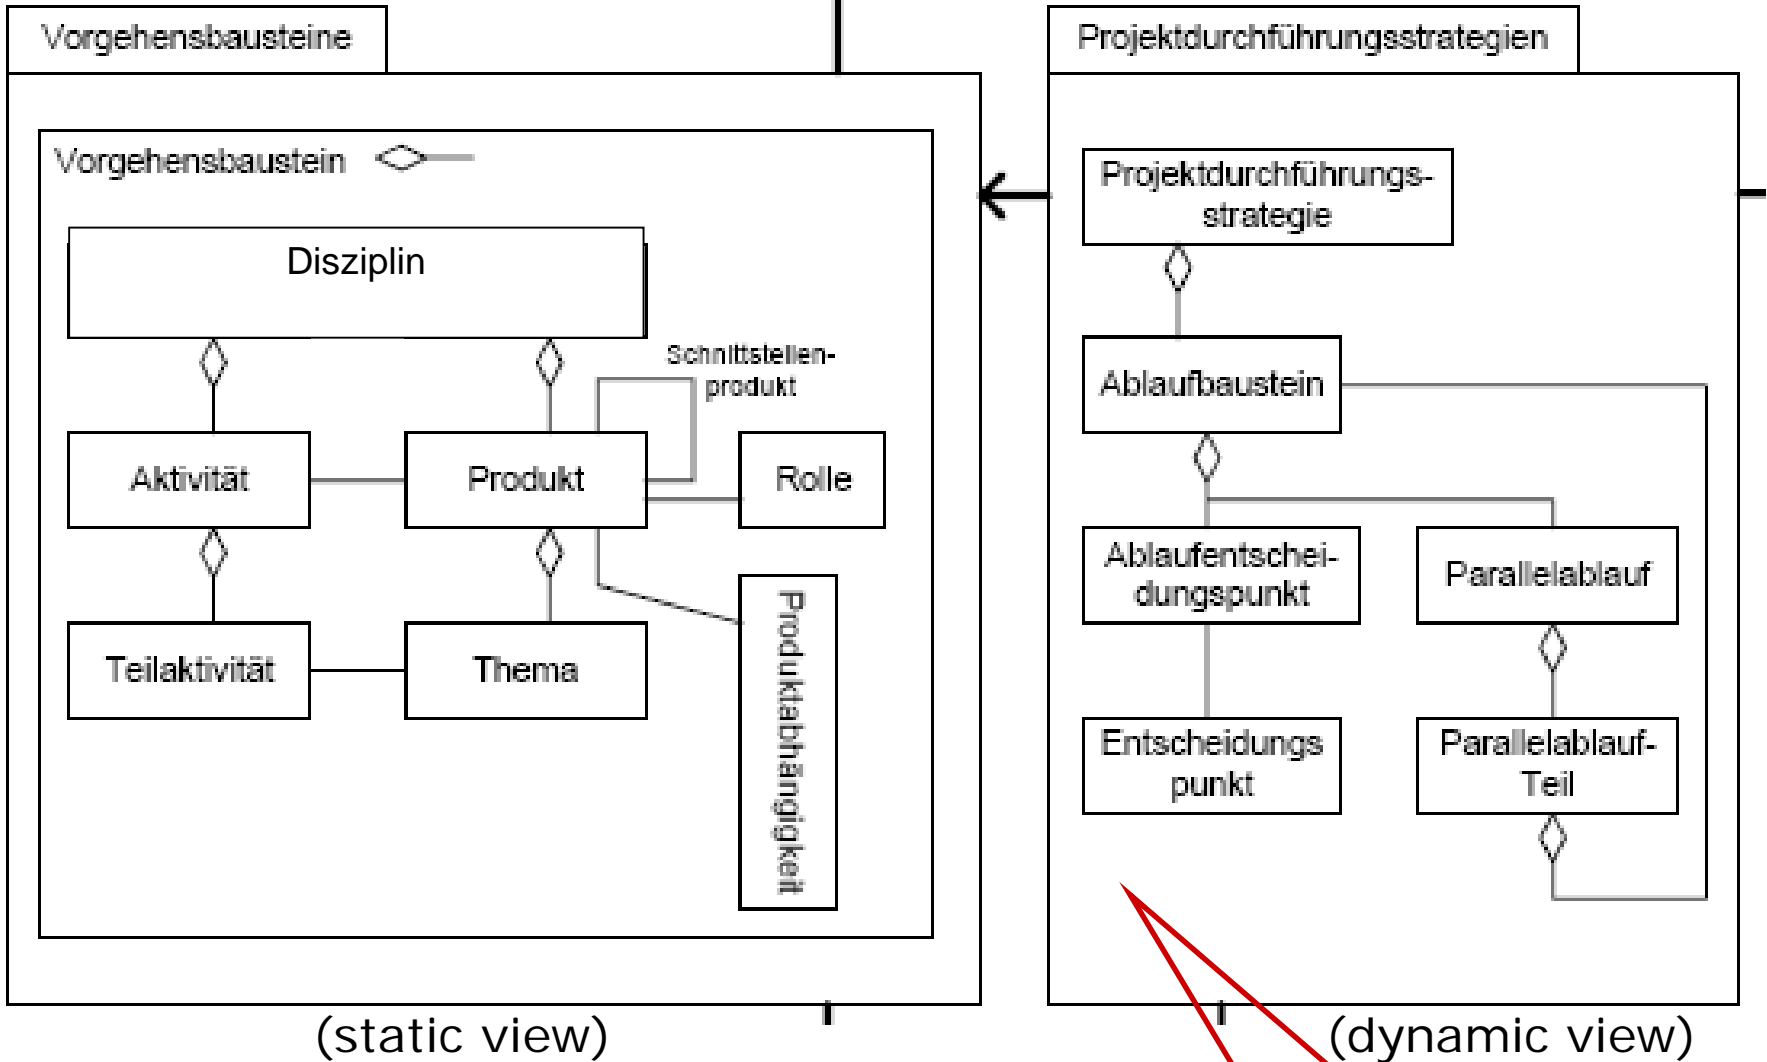 Vorgehensbausteine
Vorgehensbaustein
Disziplin
Schnittstellen-
produkt
Aktivität
Produkt
Rolle
Teilaktivität
Thema
Produktabhängigkeit
(static view)
Projektdurchführungsstrategien
Projektdurchführungs-
strategie
Ablaufbaustein
Ablaufentschei-
dungspunkt
Parallelablauf
Entscheidungs
punkt
Parallelablauf-
Teil
(dynamic view)